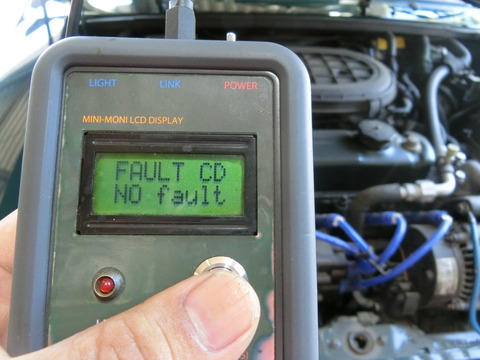 LIGHT LINK POWER
MINI-MONI LCD DISPLAY
FAULT CD
NO fault